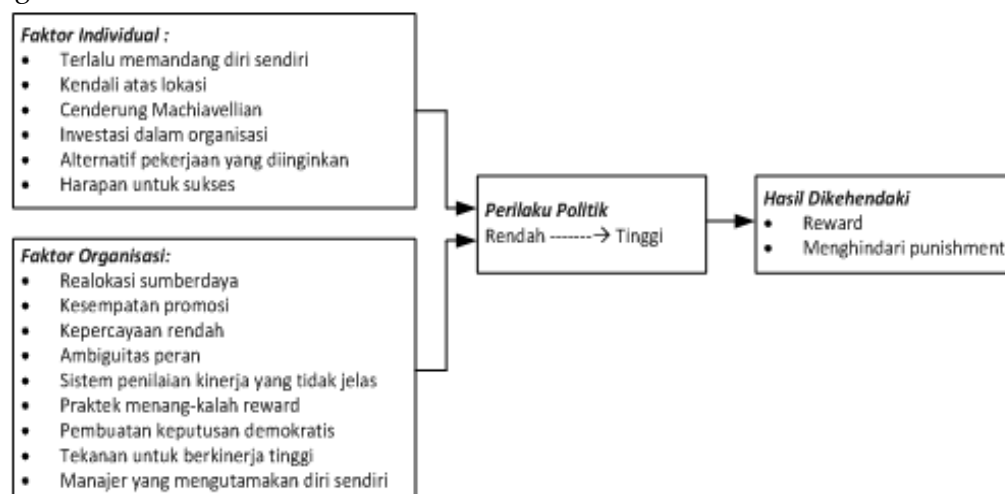 Faktor Individual :
• Terlalu memandang diri sendiri
• Kendali atas lokasi
• Cenderung Machiavellian
• Investasi dalam organisasi
• Alternatif pekerjaan yang diinginkan
• Harapan untuk sukses
Faktor Organisasi:
• Realokasi sumberdaya
• Kesempatan promosi
• Kepercayaan rendah
• Ambiguitas peran
• Sistem penilaian kinerja yang tidak jelas
• Praktek menang-kalah reward
• Pembuatan keputusan demokratis
• Tekanan untuk berkinerja tinggi
• Manajer yang mengutamakan diri sendiri
Perilaku Politik
Rendah -------→ Tinggi
Hasil Dikehendaki
• Reward
• Menghindari punishment